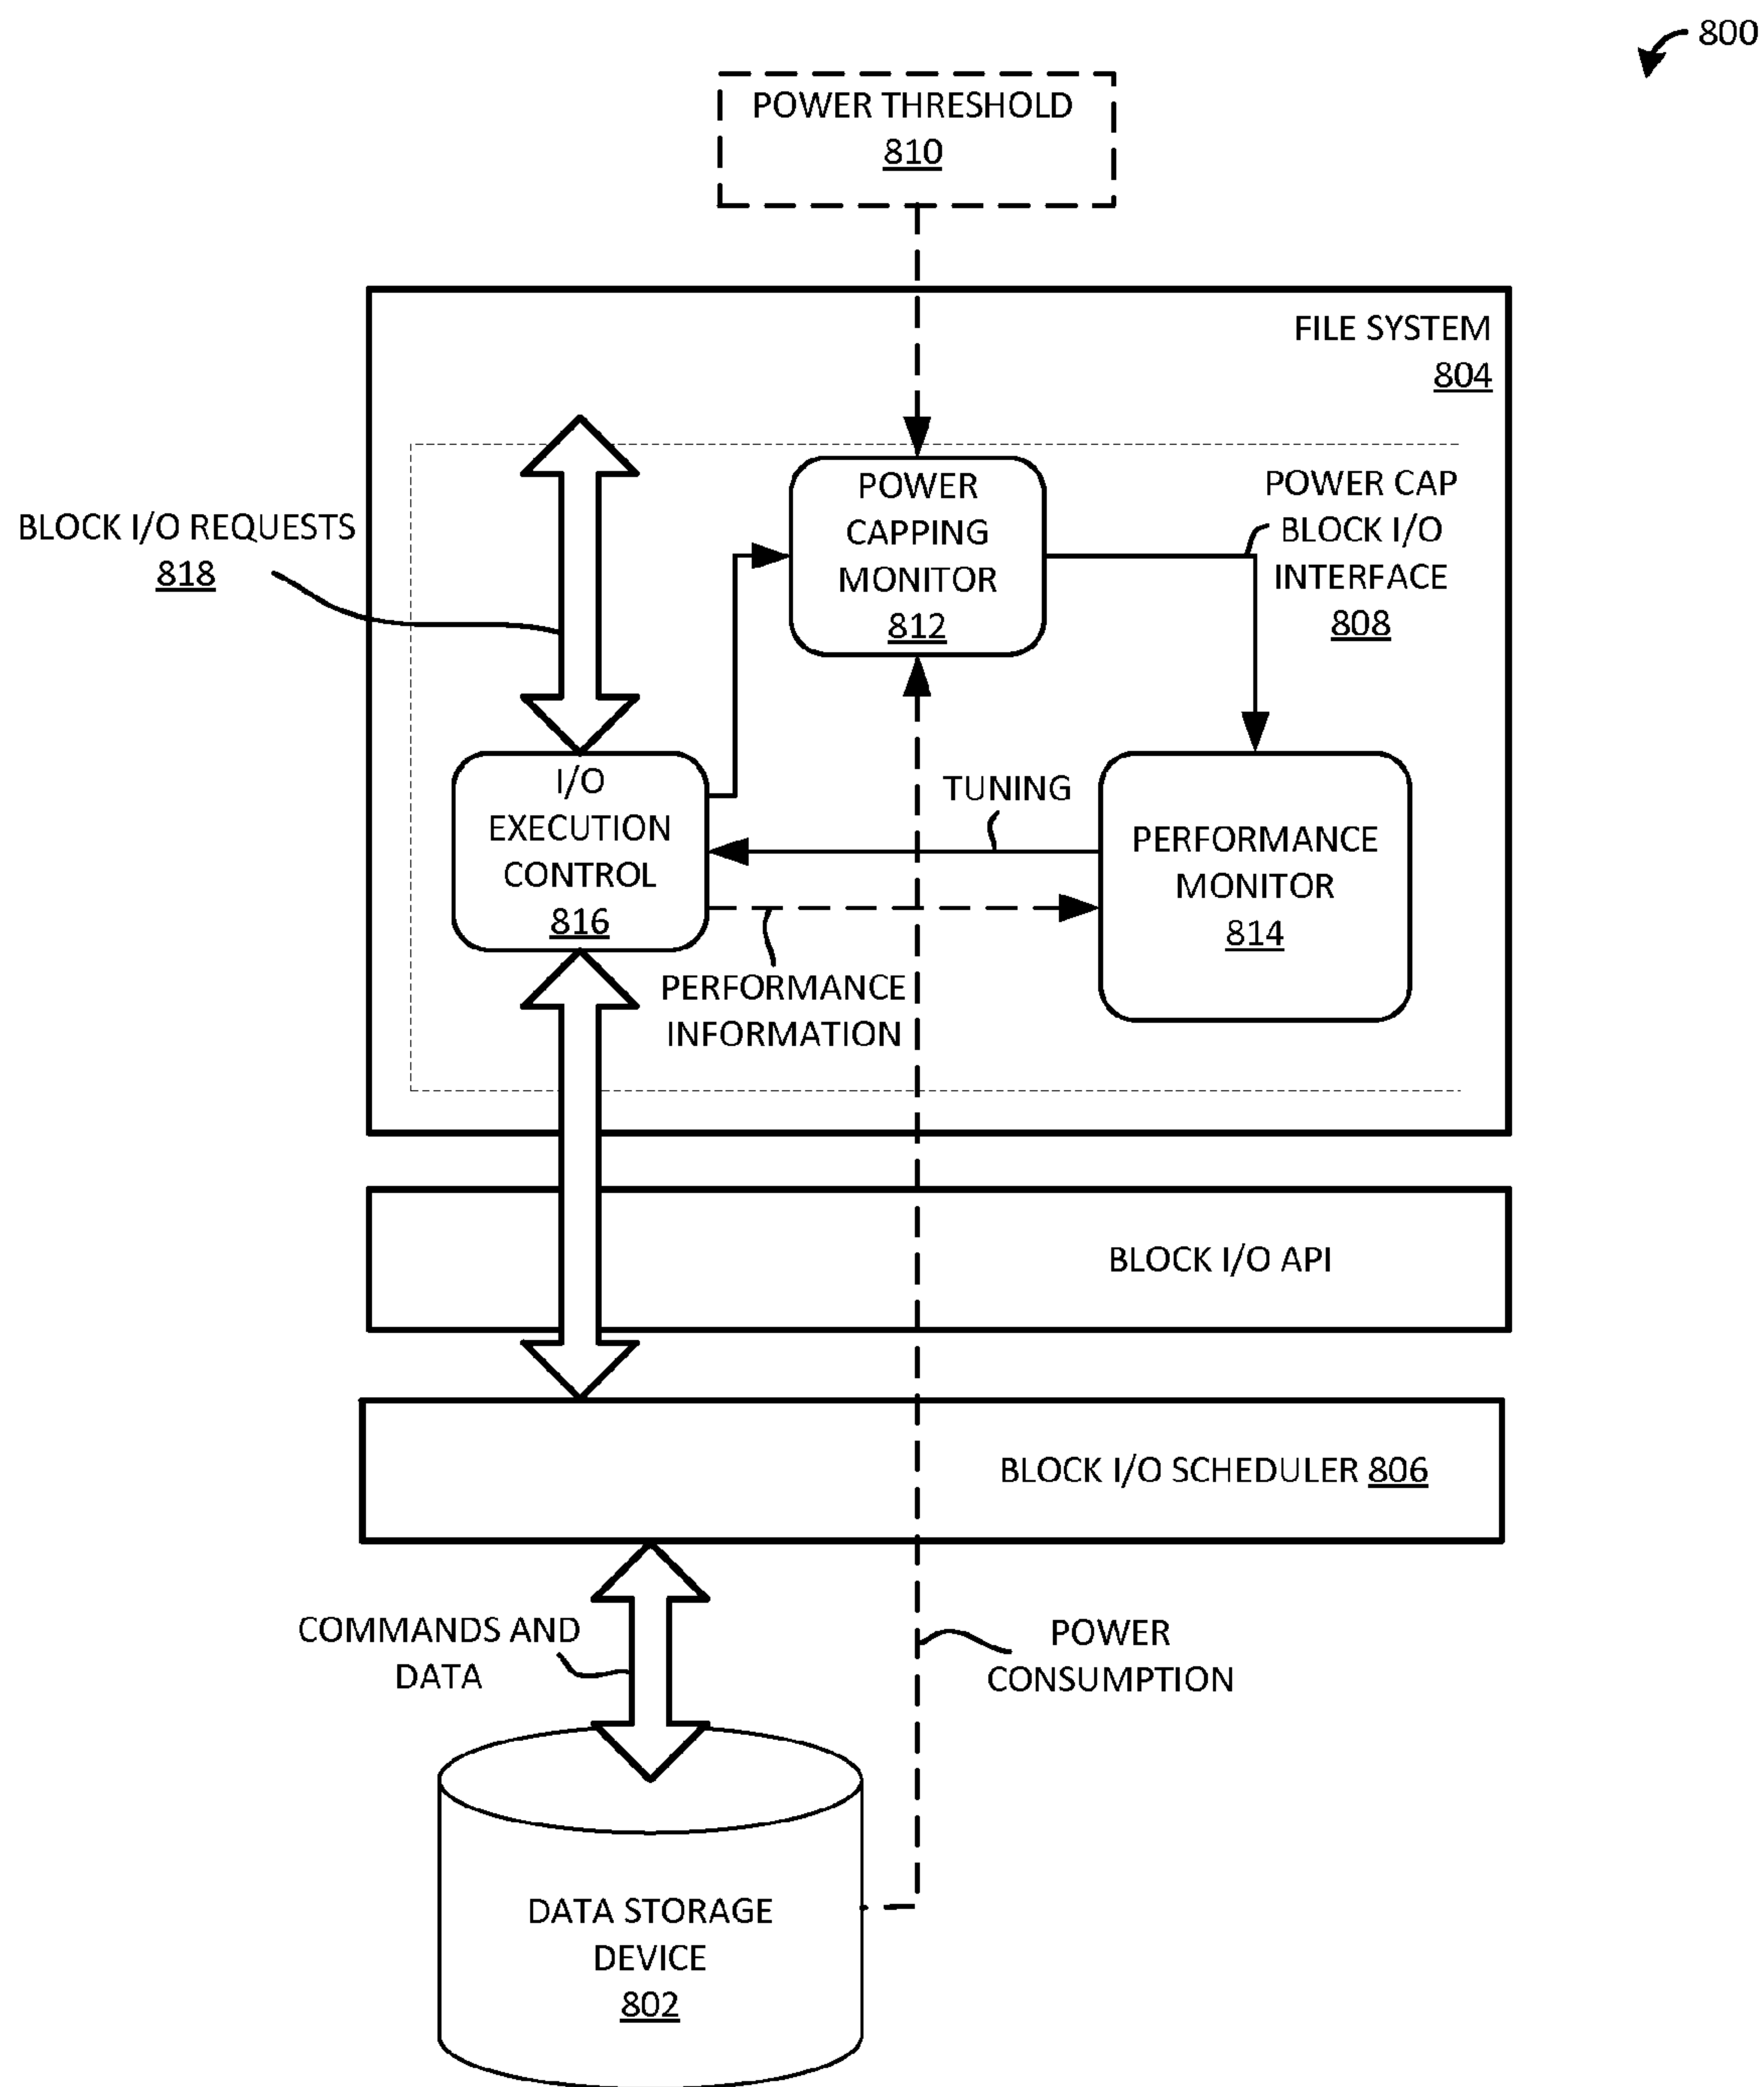 800
POWER THRESHOLD
810
FILE SYSTEM
804
BLOCK I/O REQUESTS
818
POWER
CAPPING
MONITOR
812
POWER CAP
BLOCK I/O
INTERFACE
808
I/O
EXECUTION
CONTROL
816
TUNING
PERFORMANCE
MONITOR
814
PERFORMANCE
INFORMATION
BLOCK I/O API
BLOCK I/O SCHEDULER 806
COMMANDS AND
DATA
POWER
CONSUMPTION
DATA STORAGE
DEVICE
802